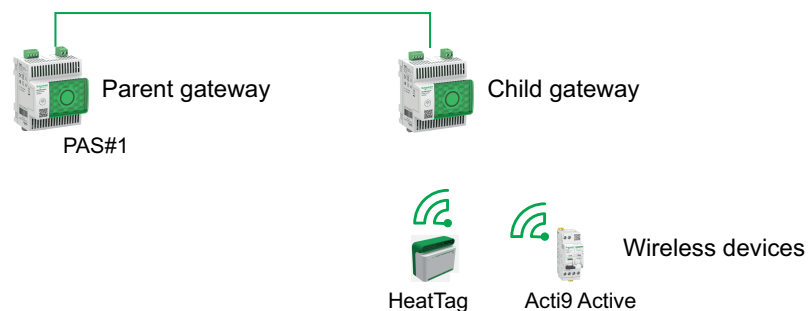 Parent gateway
Child gateway
PAS#1
Wireless devices
HeatTag
Acti9 Active